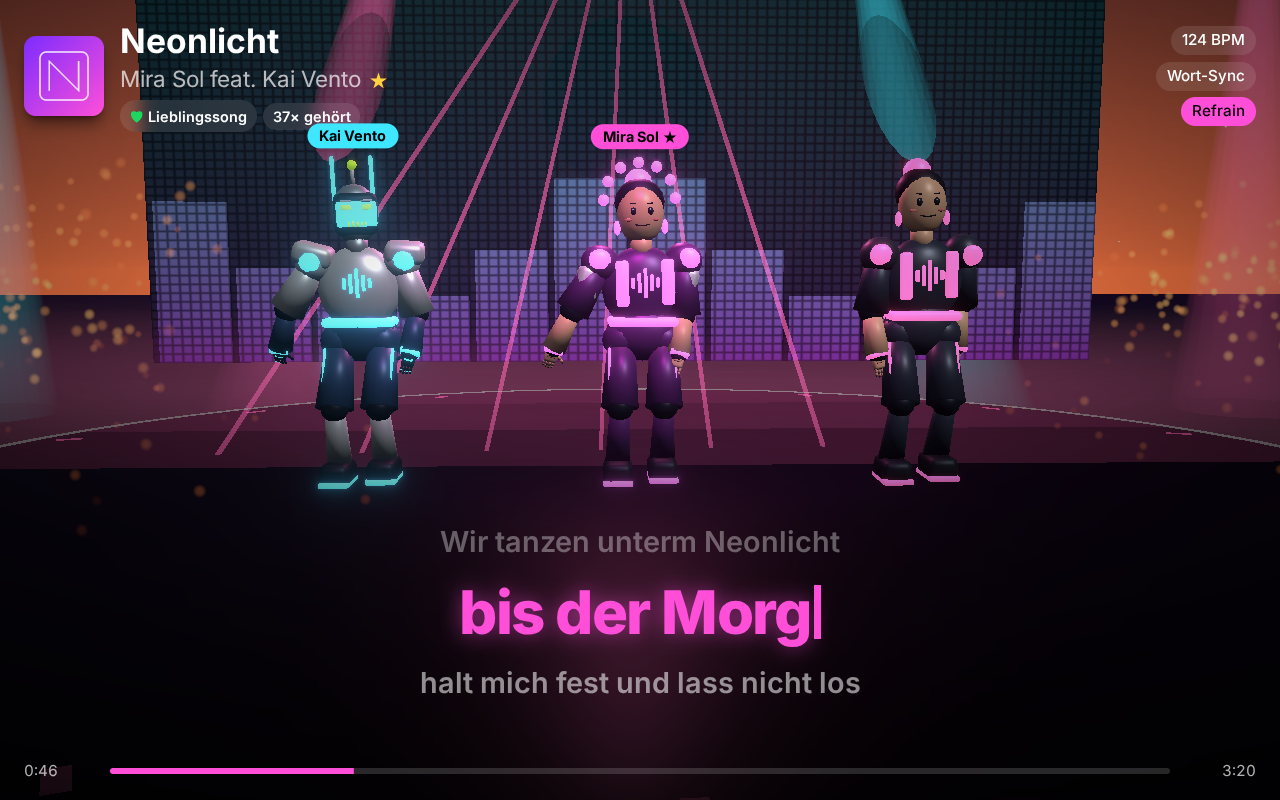 Neonlicht
Mira Sol feat. Kai Vento ★
Lieblingssong
37× gehört
124 BPM
Wort-Sync
Refrain
Kai Vento
Mira Sol ★
Wir tanzen unterm Neonlicht
bis der Morg
halt mich fest und lass nicht los
0:46
3:20